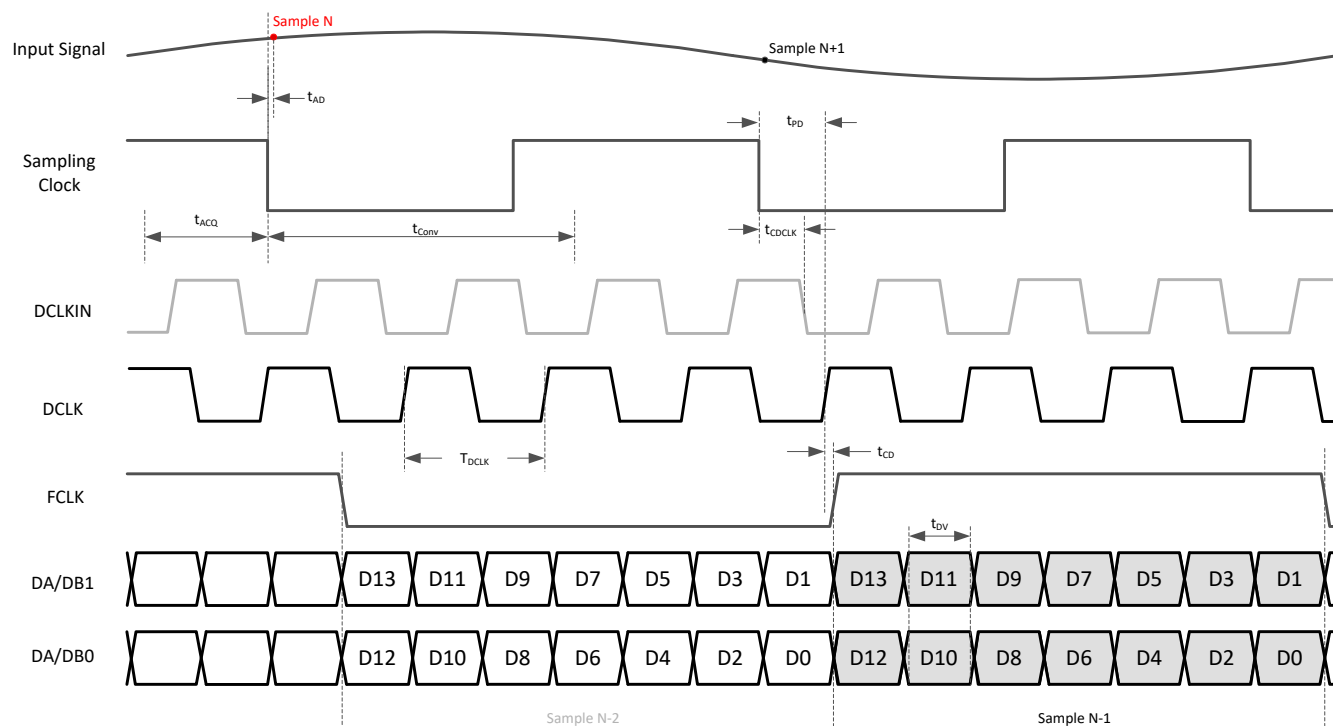 Sample N
Input Signal
Sample N+1
tAD
tPD
Sampling
Clock
tACQ
tConv
tCDCLK
DCLKIN
DCLK
TDCLK
tCD
FCLK
tDV
DA/DB1 D13 D11 D9 D7 D5 D3 D1 D13 D11 D9 D7 D5 D3 D1
DA/DB0 D12 D10 D8 D6 D4 D2 D0 D12 D10 D8 D6 D4 D2 D0
Sample N-2 Sample N-1